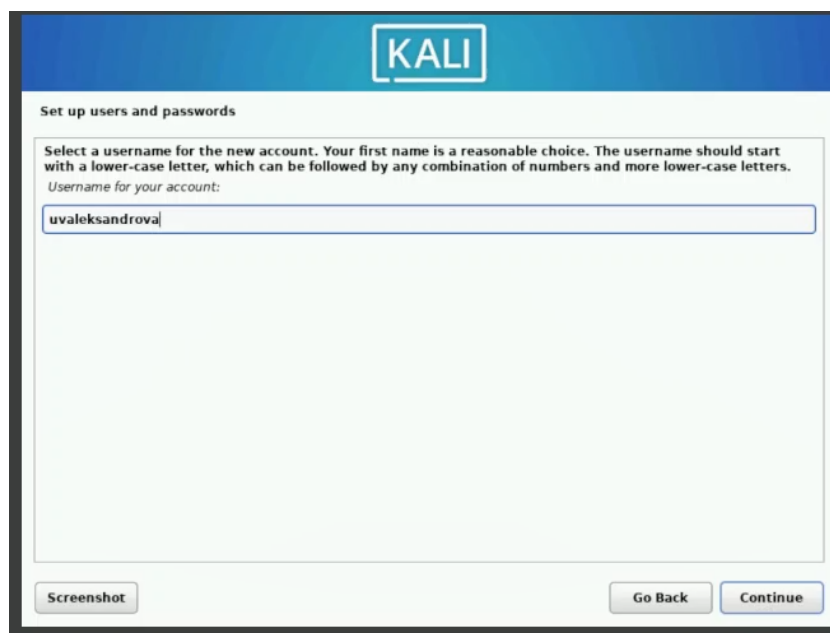 KALI
Set up users and passwords
Select a username for the new account. Your first name is a reasonable choice. The username should start
with a lower-case letter, which can be followed by any combination of numbers and more lower-case letters.
Username for your account:
uvaleksandrova
Screenshot
Go Back
Continue